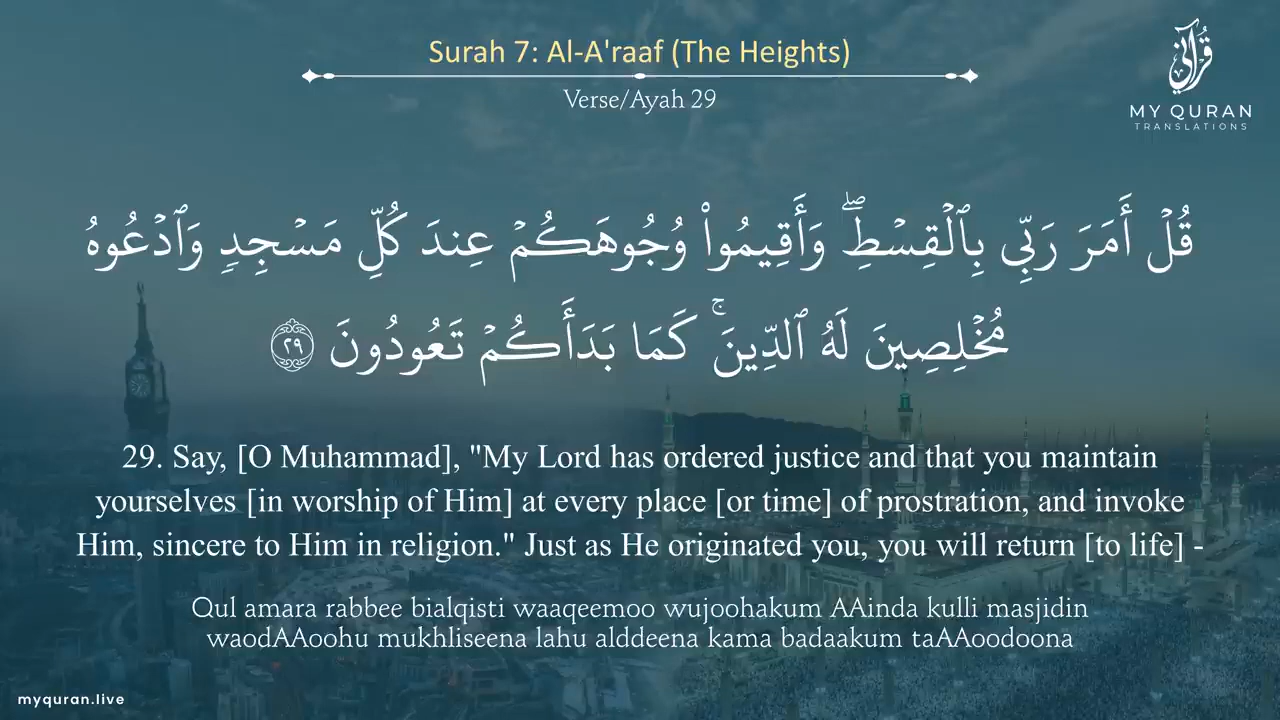 Surah 7: Al-A'raaf (The Heights)
Verse/Ayah 29
قرآني
MY QURAN
TRANSLATIONS
قُلۡ أَمَرَ رَبِّي بِٱلۡقِسۡطِۖ وَأَقِيمُواْ وُجُوهَكُمۡ عِندَ كُلِّ مَسۡجِدٖ وَٱدۡعُوهُ
مُخۡلِصِينَ لَهُ ٱلدِّينَۚ كَمَا بَدَأَكُمۡ تَعُودُونَ ٢٩
29. Say, [O Muhammad], "My Lord has ordered justice and that you maintain
yourselves [in worship of Him] at every place [or time] of prostration, and invoke
Him, sincere to Him in religion." Just as He originated you, you will return [to life] -
Qul amara rabbee bialqisti waaqeemoo wujoohakum AAinda kulli masjidin
waodAAoohu mukhliseena lahu alddeena kama badaakum taAAoodoona
myquran.live